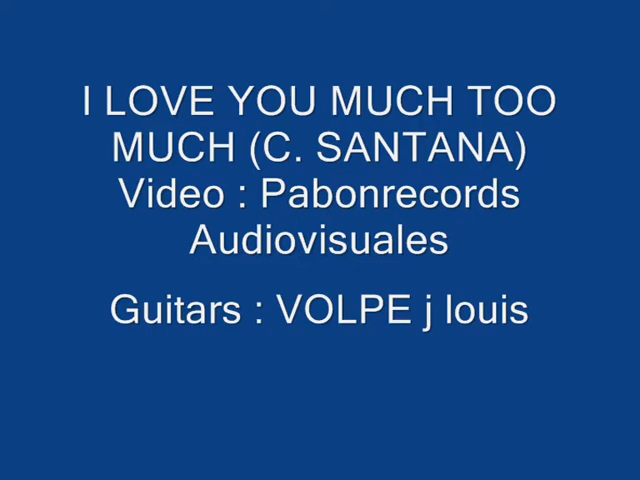 I LOVE YOU MUCH TOO
MUCH (C. SANTANA)
Video : Pabonrecords
Audiovisuales
Guitars : VOLPE j louis